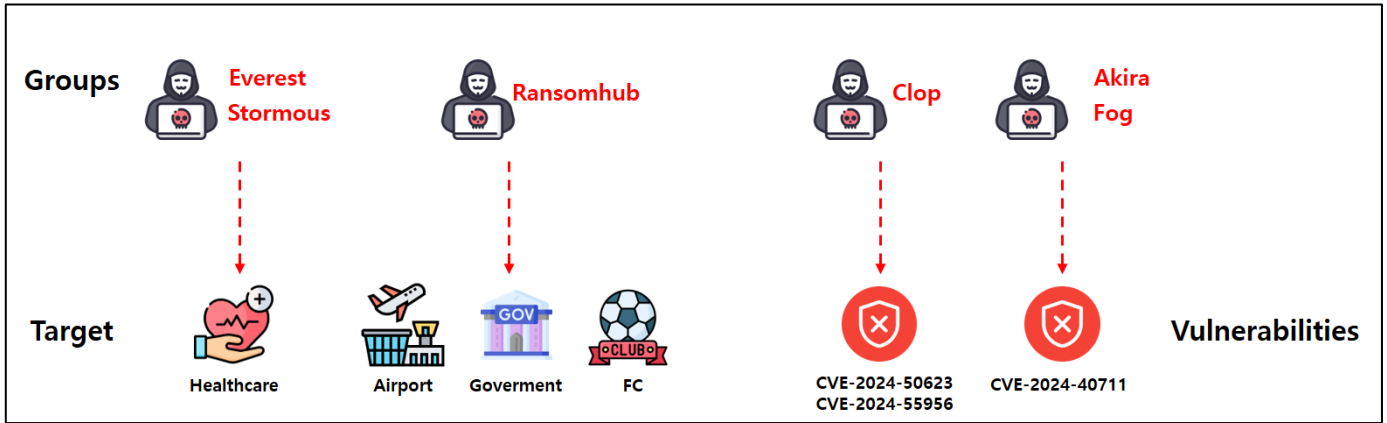 Groups
Everest
Stormous
Ransomhub
Clop
Akira
Fog
Target
GOV
CLUB
Healthcare
Airport
Goverment
FC
CVE-2024-50623
CVE-2024-55956
CVE-2024-40711
Vulnerabilities